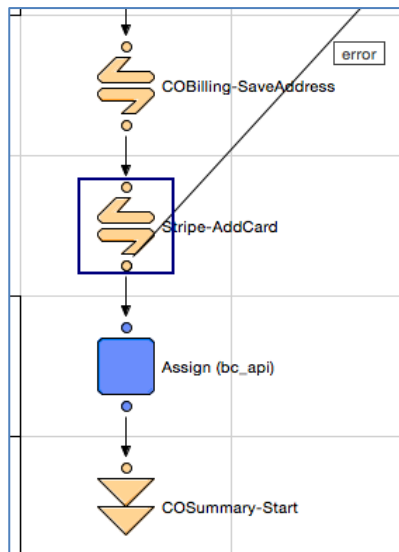 error
COBilling-SaveAddress
Stripe-AddCard
Assign (bc_api)
COSummary-Start